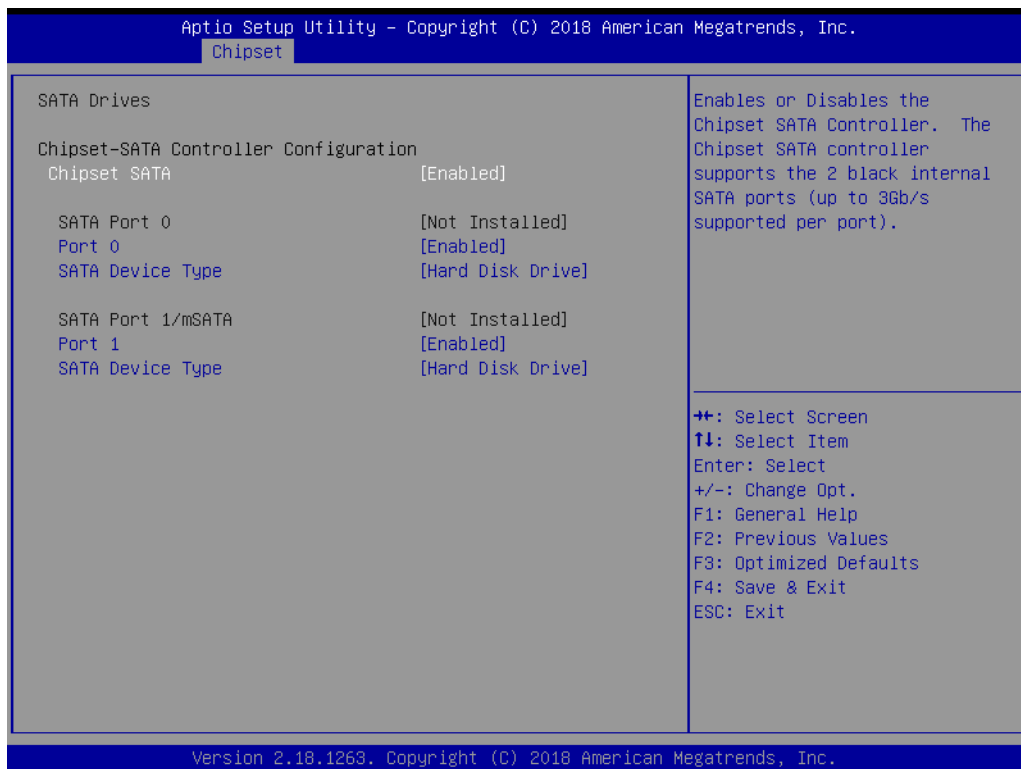 Aptio Setup Utility – Copyright (C) 2018 American Megatrends, Inc.
Chipset
SATA Drives
Chipset-SATA Controller Configuration
Chipset SATA [Enabled]
SATA Port 0 [Not Installed]
Port 0 [Enabled]
SATA Device Type [Hard Disk Drive]
SATA Port 1/mSATA [Not Installed]
Port 1 [Enabled]
SATA Device Type [Hard Disk Drive]
Enables or Disables the
Chipset SATA Controller. The
Chipset SATA controller
supports the 2 black internal
SATA ports (up to 3Gb/s
supported per port).
→←: Select Screen
↑↓: Select Item
Enter: Select
+/-: Change Opt.
F1: General Help
F2: Previous Values
F3: Optimized Defaults
F4: Save & Exit
ESC: Exit
Version 2.18.1263. Copyright (C) 2018 American Megatrends, Inc.